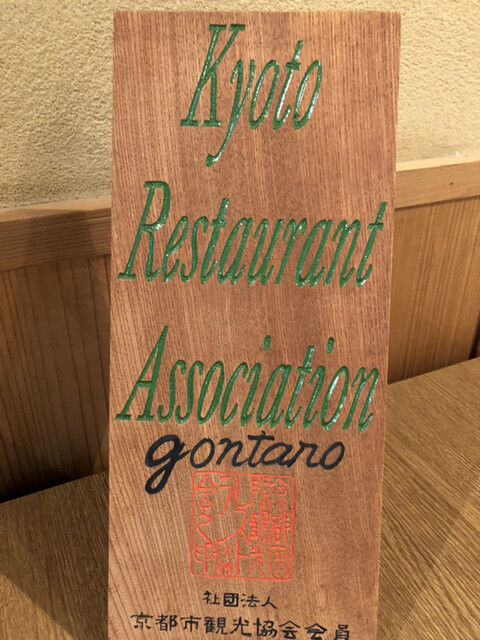 Kyoto
Restaurant
Association
gontaro
社団法人
京都市観光協会会員